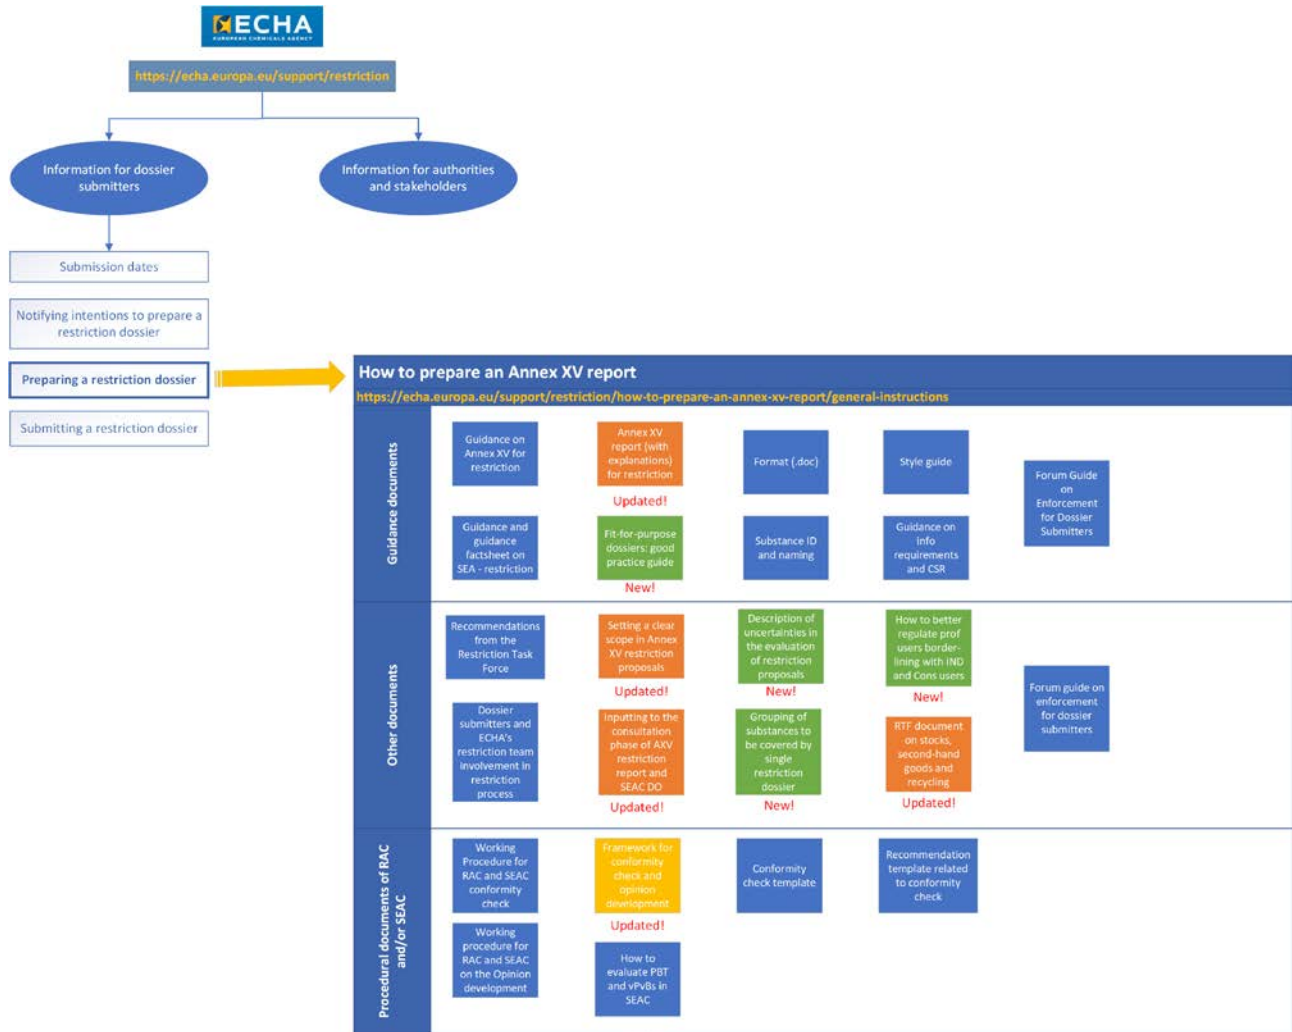 ECHA
EUROPEAN CHEMICALS AGENCY
https://echa.europa.eu/support/restriction
Information for dossier
submitters
Information for authorities
and stakeholders
Submission dates
Notifying intentions to prepare a
restriction dossier
Preparing a restriction dossier
Submitting a restriction dossier
How to prepare an Annex XV report
https://echa.europa.eu/support/restriction/how-to-prepare-an-annex-xv-report/general-instructions
Guidance documents
Guidance on
Annex XV for
restriction
Annex XV
report (with
explanations)
for restriction
Updated!
Format (.doc)
Style guide
Forum Guide
on
Enforcement
for Dossier
Submitters
Guidance and
guidance
factsheet on
SEA - restriction
Fit-for-purpose
dossiers: good
practice guide
New!
Substance ID
and naming
Guidance on
info
requirements
and CSR
Other documents
Recommendations
from the
Restriction Task
Force
Setting a clear
scope in Annex
XV restriction
proposals
Updated!
Description of
uncertainties in
the evaluation
of restriction
proposals
New!
How to better
regulate prof
users border-
lining with IND
and Cons users
New!
Forum guide on
enforcement
for dossier
submitters
Dossier
submitters and
ECHA's
restriction team
involvement in
restriction
process
Inputting to the
consultation
phase of AXV
restriction
report and
SEAC DO
Updated!
Grouping of
substances to
be covered by
single
restriction
dossier
New!
RTF document
on stocks,
second-hand
goods and
recycling
Updated!
Procedural documents of RAC
and/or SEAC
Working
Procedure for
RAC and SEAC
conformity
check
Framework for
conformity
check and
opinion
development
Updated!
Conformity
check template
Recommendation
template related
to conformity
check
Working
procedure for
RAC and SEAC
on the Opinion
development
How to
evaluate PBT
and vPvBs in
SEAC